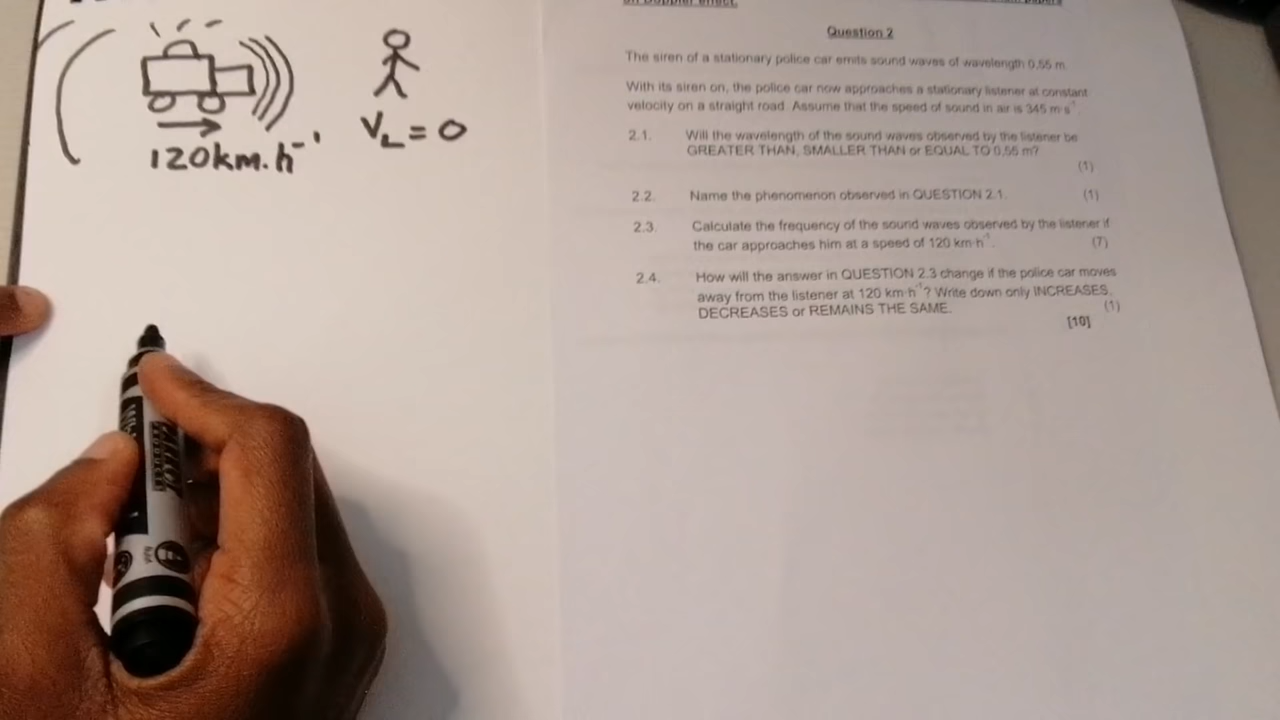 120km.h⁻¹
V_L = 0
on Doppler effect.
papers
Question 2
The siren of a stationary police car emits sound waves of wavelength 0,55 m.
With its siren on, the police car now approaches a stationary listener at constant
velocity on a straight road. Assume that the speed of sound in air is 345 m·s⁻¹.
2.1. Will the wavelength of the sound waves observed by the listener be
GREATER THAN, SMALLER THAN or EQUAL TO 0,55 m?
(1)
2.2. Name the phenomenon observed in QUESTION 2.1. (1)
2.3. Calculate the frequency of the sound waves observed by the listener if
the car approaches him at a speed of 120 km·h⁻¹. (7)
2.4. How will the answer in QUESTION 2.3 change if the police car moves
away from the listener at 120 km·h⁻¹? Write down only INCREASES,
DECREASES or REMAINS THE SAME. (1)
[10]